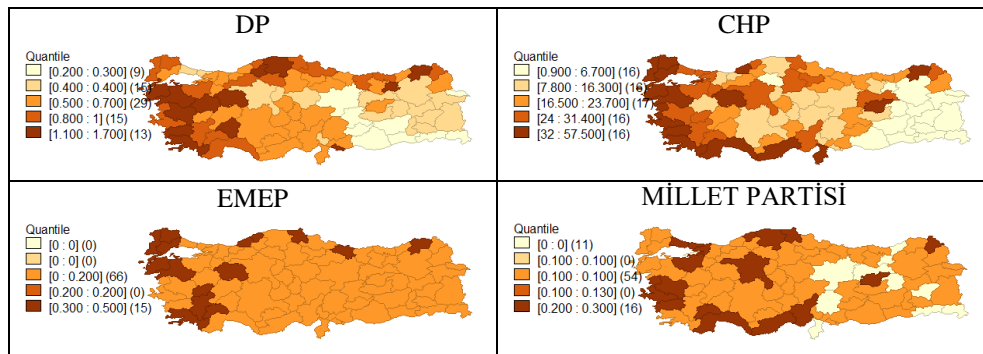 DP
Quantile
[0.200 : 0.300] (9)
[0.400 : 0.400] (15)
[0.500 : 0.700] (29)
[0.800 : 1] (15)
[1.100 : 1.700] (13)
CHP
Quantile
[0.900 : 6.700] (16)
[7.800 : 16.300] (16)
[16.500 : 23.700] (17)
[24 : 31.400] (16)
[32 : 57.500] (16)
EMEP
Quantile
[0 : 0] (0)
[0 : 0] (0)
[0 : 0.200] (66)
[0.200 : 0.200] (0)
[0.300 : 0.500] (15)
MİLLET PARTİSİ
Quantile
[0 : 0] (11)
[0.100 : 0.100] (0)
[0.100 : 0.100] (54)
[0.100 : 0.130] (0)
[0.200 : 0.300] (16)